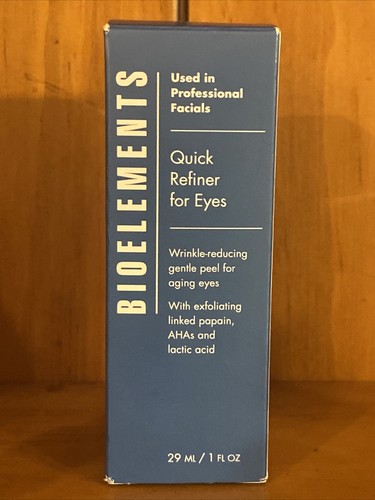 BIOELEMENTS
Used in
Professional
Facials
Quick
Refiner
for Eyes
Wrinkle-reducing
gentle peel for
aging eyes
With exfoliating
linked papain,
AHAs and
lactic acid
29 ML / 1 FL OZ